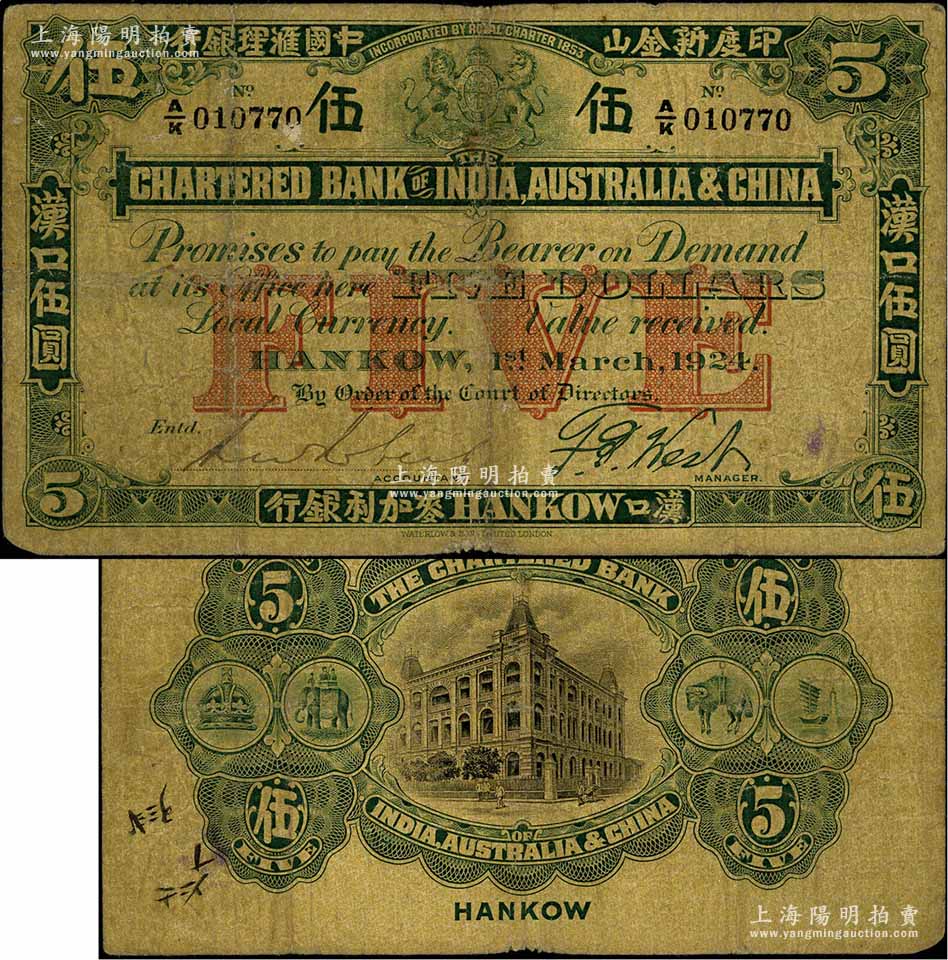 上海陽明拍賣
www.yangmingauction.com
印度新金山
中國滙理銀
INCORPORATED BY ROYAL CHARTER 1853
伍
5
Nº
A/K 010770
伍
伍
Nº
A/K 010770
THE
CHARTERED BANK OF INDIA, AUSTRALIA & CHINA
Promises to pay the Bearer on Demand
at its Office here FIVE DOLLARS
Local Currency. Value received.
FIVE
HANKOW, 1st March, 1924.
By Order of the Court of Directors.
漢口伍圓
漢口伍圓
Entd.
F. A. West
ACCOUNTANT
MANAGER.
上海陽明拍賣
www.yangmingauction.com
5
行銀利加麥 HANKOW 口漢
伍
WATERLOW & SONS LIMITED LONDON
5
THE CHARTERED BANK
伍
伍
FIVE
OF
INDIA, AUSTRALIA & CHINA
5
FIVE
HANKOW
上海陽明拍賣
www.yangmingauction.com